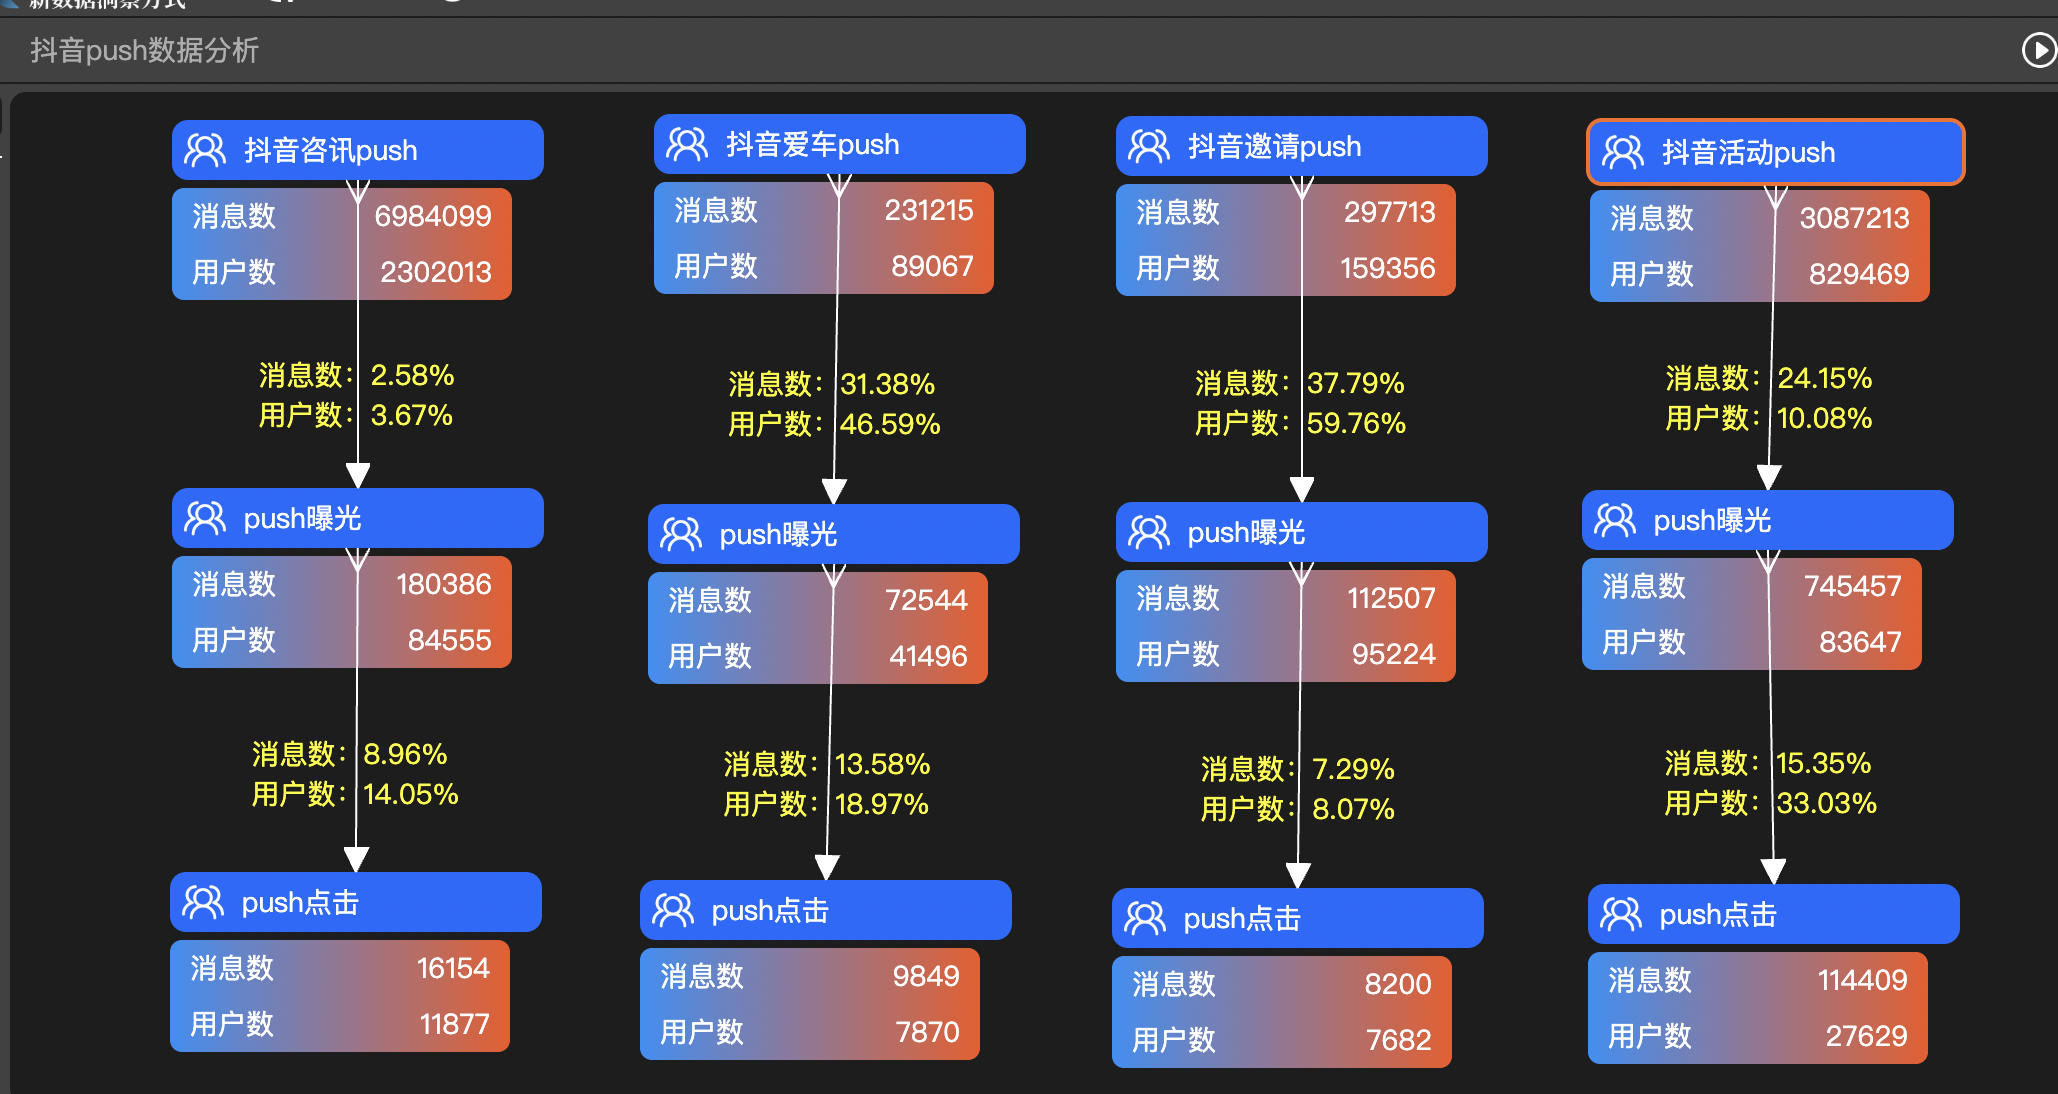 新数据洞察方式
抖音push数据分析
抖音咨讯push
消息数 6984099
用户数 2302013
消息数：2.58%
用户数：3.67%
push曝光
消息数 180386
用户数 84555
消息数：8.96%
用户数：14.05%
push点击
消息数 16154
用户数 11877
抖音爱车push
消息数 231215
用户数 89067
消息数：31.38%
用户数：46.59%
push曝光
消息数 72544
用户数 41496
消息数：13.58%
用户数：18.97%
push点击
消息数 9849
用户数 7870
抖音邀请push
消息数 297713
用户数 159356
消息数：37.79%
用户数：59.76%
push曝光
消息数 112507
用户数 95224
消息数：7.29%
用户数：8.07%
push点击
消息数 8200
用户数 7682
抖音活动push
消息数 3087213
用户数 829469
消息数：24.15%
用户数：10.08%
push曝光
消息数 745457
用户数 83647
消息数：15.35%
用户数：33.03%
push点击
消息数 114409
用户数 27629